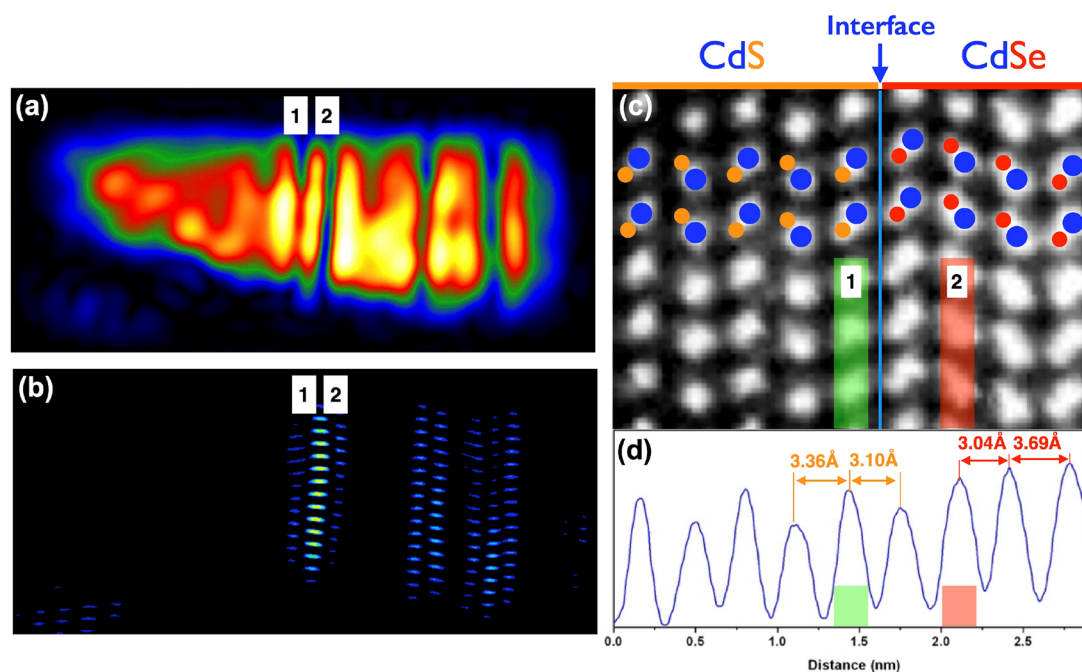 Interface
CdS
CdSe
(a)
1
2
(b)
1
2
(c)
1
2
(d)
3.36Å
3.10Å
3.04Å
3.69Å
0.0
0.5
1.0
1.5
2.0
2.5
Distance (nm)